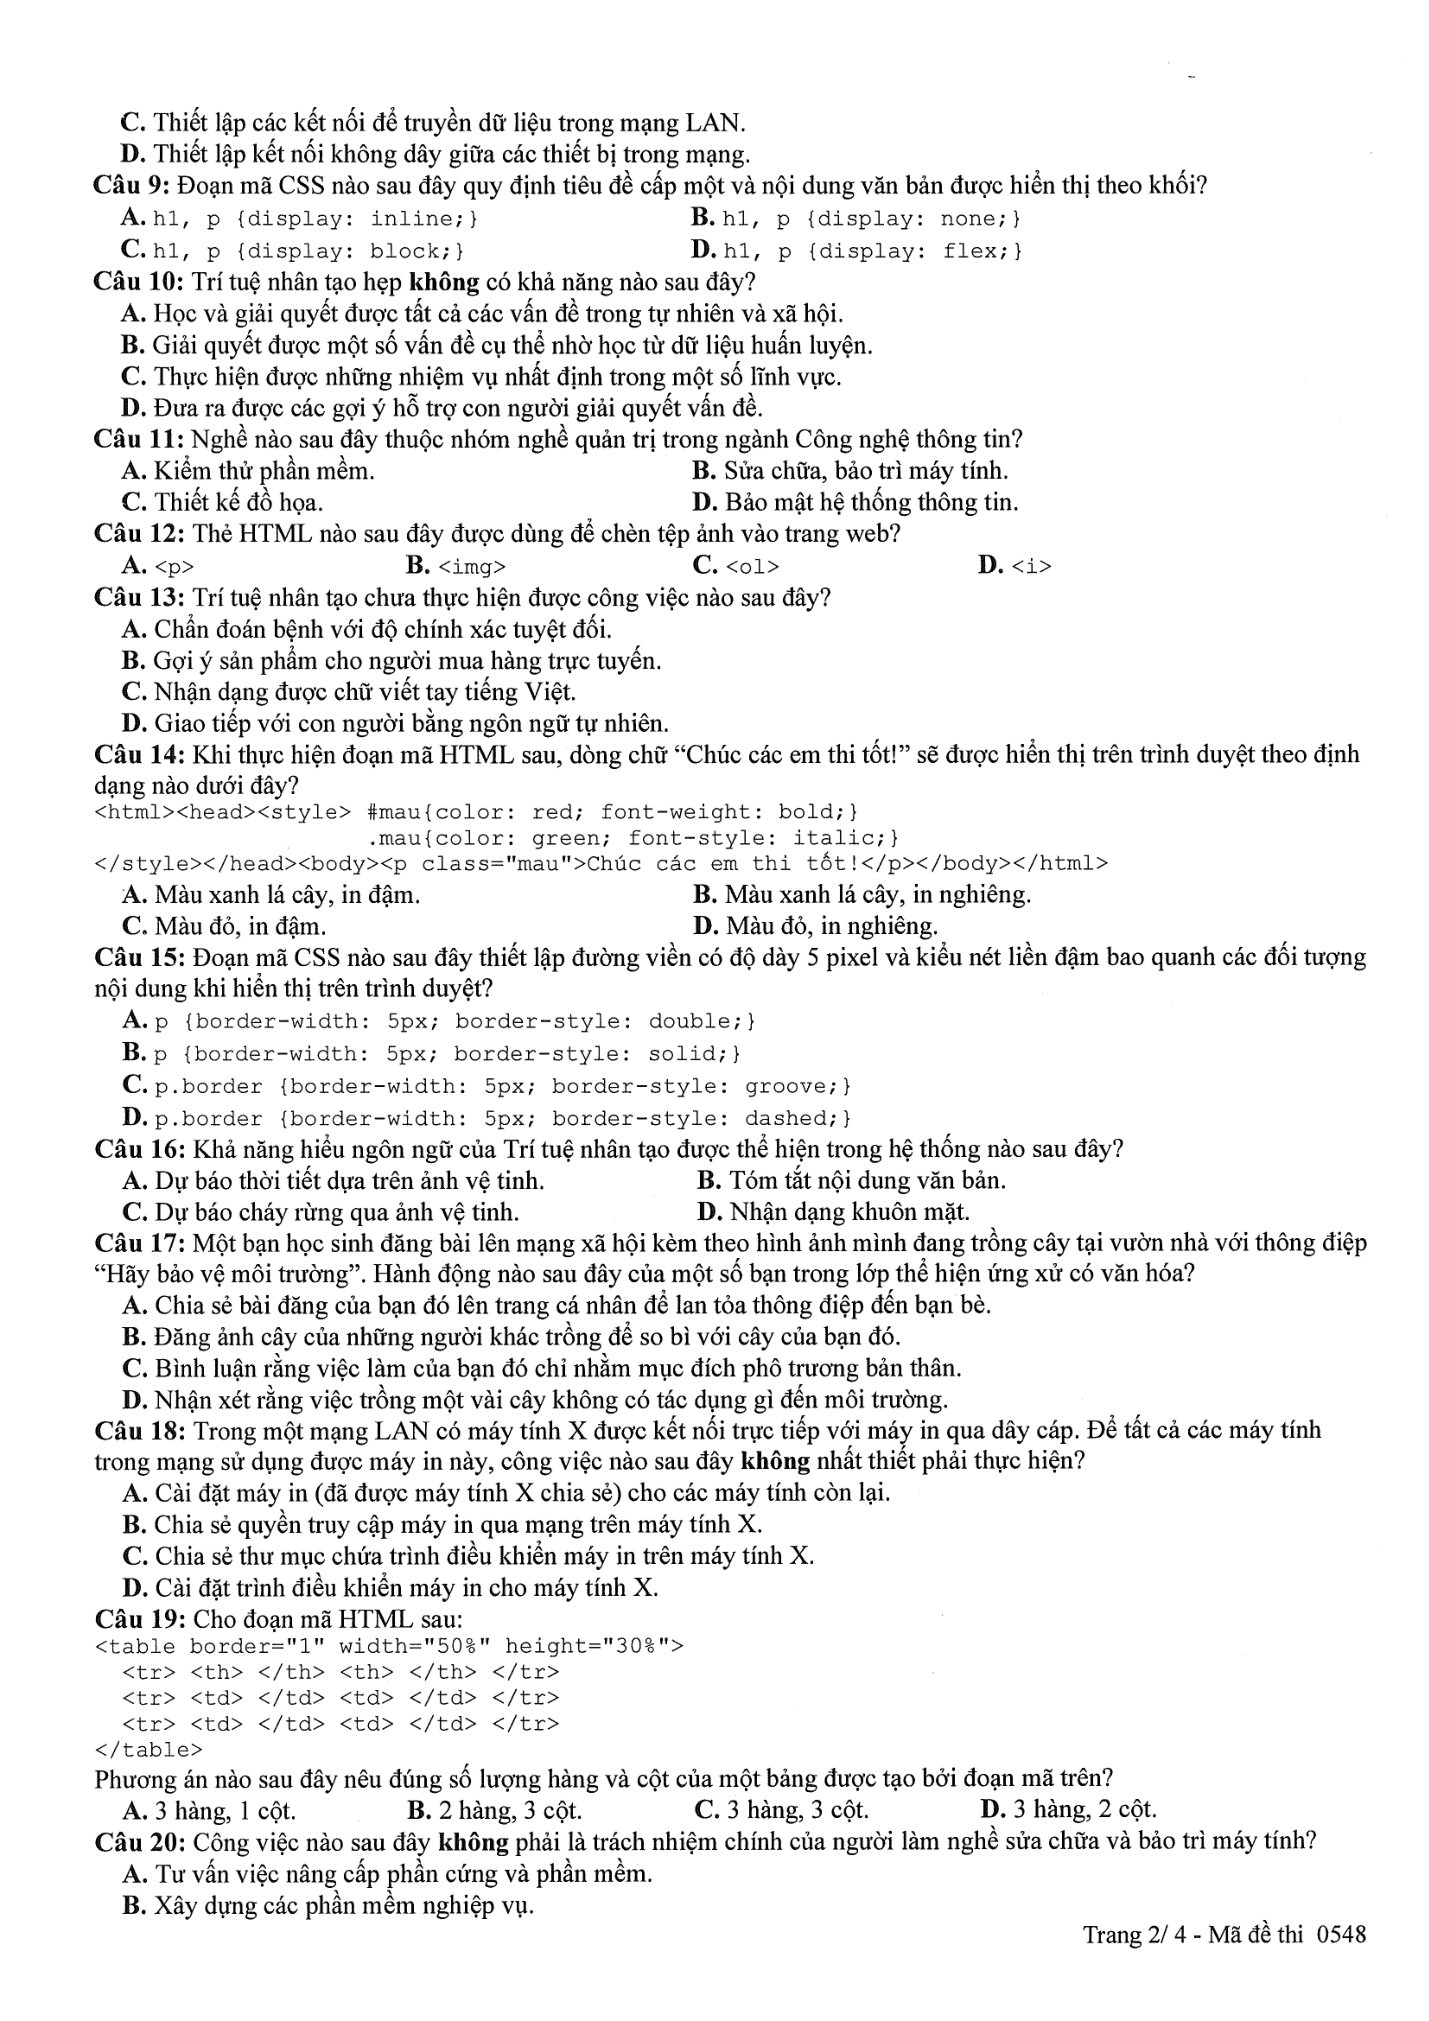 C. Thiết lập các kết nối để truyền dữ liệu trong mạng LAN.
D. Thiết lập kết nối không dây giữa các thiết bị trong mạng.
Câu 9: Đoạn mã CSS nào sau đây quy định tiêu đề cấp một và nội dung văn bản được hiển thị theo khối?
A. h1, p {display: inline;} B. h1, p {display: none;}
C. h1, p {display: block;} D. h1, p {display: flex;}
Câu 10: Trí tuệ nhân tạo hẹp không có khả năng nào sau đây?
A. Học và giải quyết được tất cả các vấn đề trong tự nhiên và xã hội.
B. Giải quyết được một số vấn đề cụ thể nhờ học từ dữ liệu huấn luyện.
C. Thực hiện được những nhiệm vụ nhất định trong một số lĩnh vực.
D. Đưa ra được các gợi ý hỗ trợ con người giải quyết vấn đề.
Câu 11: Nghề nào sau đây thuộc nhóm nghề quản trị trong ngành Công nghệ thông tin?
A. Kiểm thử phần mềm. B. Sửa chữa, bảo trì máy tính.
C. Thiết kế đồ họa. D. Bảo mật hệ thống thông tin.
Câu 12: Thẻ HTML nào sau đây được dùng để chèn tệp ảnh vào trang web?
A. <p> B. <img> C. <ol> D. <i>
Câu 13: Trí tuệ nhân tạo chưa thực hiện được công việc nào sau đây?
A. Chẩn đoán bệnh với độ chính xác tuyệt đối.
B. Gợi ý sản phẩm cho người mua hàng trực tuyến.
C. Nhận dạng được chữ viết tay tiếng Việt.
D. Giao tiếp với con người bằng ngôn ngữ tự nhiên.
Câu 14: Khi thực hiện đoạn mã HTML sau, dòng chữ “Chúc các em thi tốt!” sẽ được hiển thị trên trình duyệt theo định
dạng nào dưới đây?
<html><head><style> #mau{color: red; font-weight: bold;}
.mau{color: green; font-style: italic;}
</style></head><body><p class="mau">Chúc các em thi tốt!</p></body></html>
A. Màu xanh lá cây, in đậm. B. Màu xanh lá cây, in nghiêng.
C. Màu đỏ, in đậm. D. Màu đỏ, in nghiêng.
Câu 15: Đoạn mã CSS nào sau đây thiết lập đường viền có độ dày 5 pixel và kiểu nét liền đậm bao quanh các đối tượng
nội dung khi hiển thị trên trình duyệt?
A. p {border-width: 5px; border-style: double;}
B. p {border-width: 5px; border-style: solid;}
C. p.border {border-width: 5px; border-style: groove;}
D. p.border {border-width: 5px; border-style: dashed;}
Câu 16: Khả năng hiểu ngôn ngữ của Trí tuệ nhân tạo được thể hiện trong hệ thống nào sau đây?
A. Dự báo thời tiết dựa trên ảnh vệ tinh. B. Tóm tắt nội dung văn bản.
C. Dự báo cháy rừng qua ảnh vệ tinh. D. Nhận dạng khuôn mặt.
Câu 17: Một bạn học sinh đăng bài lên mạng xã hội kèm theo hình ảnh mình đang trồng cây tại vườn nhà với thông điệp
“Hãy bảo vệ môi trường”. Hành động nào sau đây của một số bạn trong lớp thể hiện ứng xử có văn hóa?
A. Chia sẻ bài đăng của bạn đó lên trang cá nhân để lan tỏa thông điệp đến bạn bè.
B. Đăng ảnh cây của những người khác trồng để so bì với cây của bạn đó.
C. Bình luận rằng việc làm của bạn đó chỉ nhằm mục đích phô trương bản thân.
D. Nhận xét rằng việc trồng một vài cây không có tác dụng gì đến môi trường.
Câu 18: Trong một mạng LAN có máy tính X được kết nối trực tiếp với máy in qua dây cáp. Để tất cả các máy tính
trong mạng sử dụng được máy in này, công việc nào sau đây không nhất thiết phải thực hiện?
A. Cài đặt máy in (đã được máy tính X chia sẻ) cho các máy tính còn lại.
B. Chia sẻ quyền truy cập máy in qua mạng trên máy tính X.
C. Chia sẻ thư mục chứa trình điều khiển máy in trên máy tính X.
D. Cài đặt trình điều khiển máy in cho máy tính X.
Câu 19: Cho đoạn mã HTML sau:
<table border="1" width="50%" height="30%">
<tr> <th> </th> <th> </th> </tr>
<tr> <td> </td> <td> </td> </tr>
<tr> <td> </td> <td> </td> </tr>
</table>
Phương án nào sau đây nêu đúng số lượng hàng và cột của một bảng được tạo bởi đoạn mã trên?
A. 3 hàng, 1 cột. B. 2 hàng, 3 cột. C. 3 hàng, 3 cột. D. 3 hàng, 2 cột.
Câu 20: Công việc nào sau đây không phải là trách nhiệm chính của người làm nghề sửa chữa và bảo trì máy tính?
A. Tư vấn việc nâng cấp phần cứng và phần mềm.
B. Xây dựng các phần mềm nghiệp vụ.
Trang 2/ 4 - Mã đề thi 0548